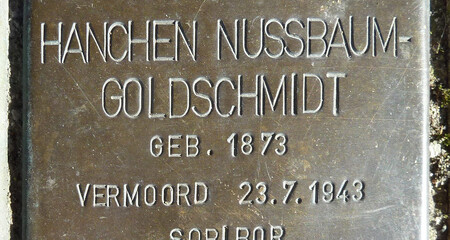 HANCHEN NUSSBAUM-
GOLDSCHMIDT
GEB. 1873
VERMOORD 23.7.1943
SOBIBOR